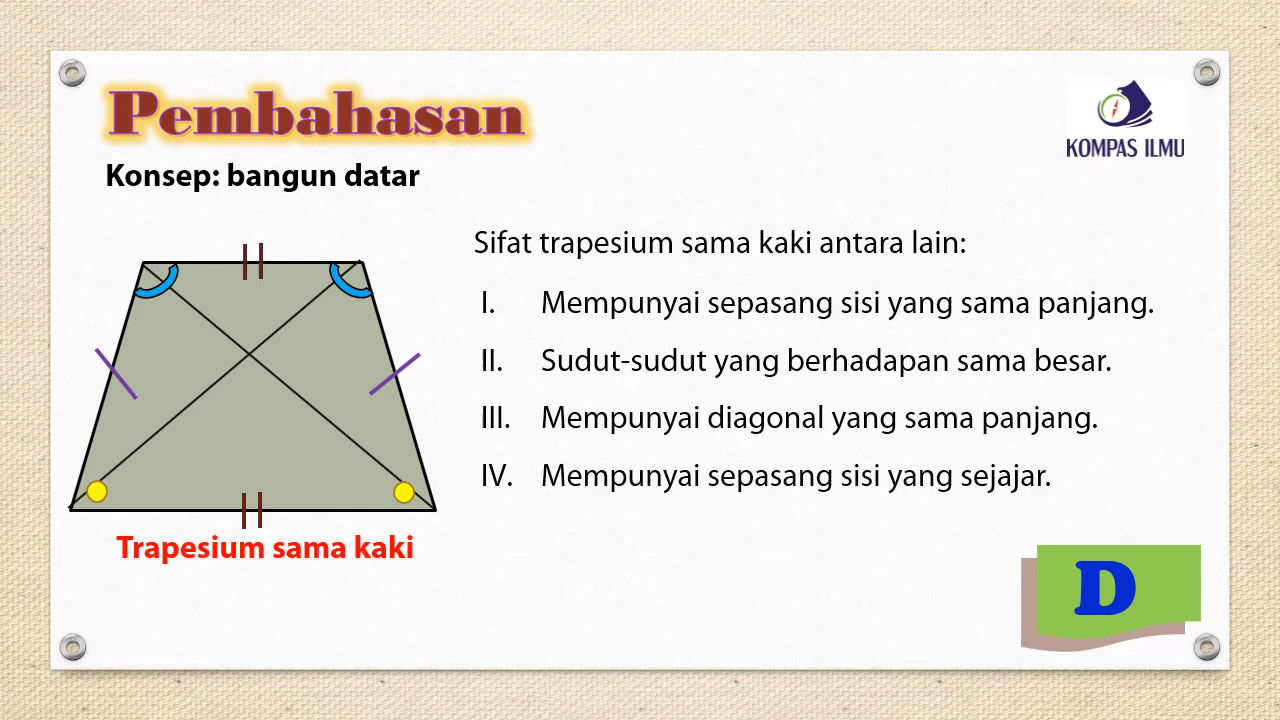 Pembahasan
KOMPAS ILMU
Konsep: bangun datar
Sifat trapesium sama kaki antara lain:
I. Mempunyai sepasang sisi yang sama panjang.
II. Sudut-sudut yang berhadapan sama besar.
III. Mempunyai diagonal yang sama panjang.
IV. Mempunyai sepasang sisi yang sejajar.
Trapesium sama kaki
D